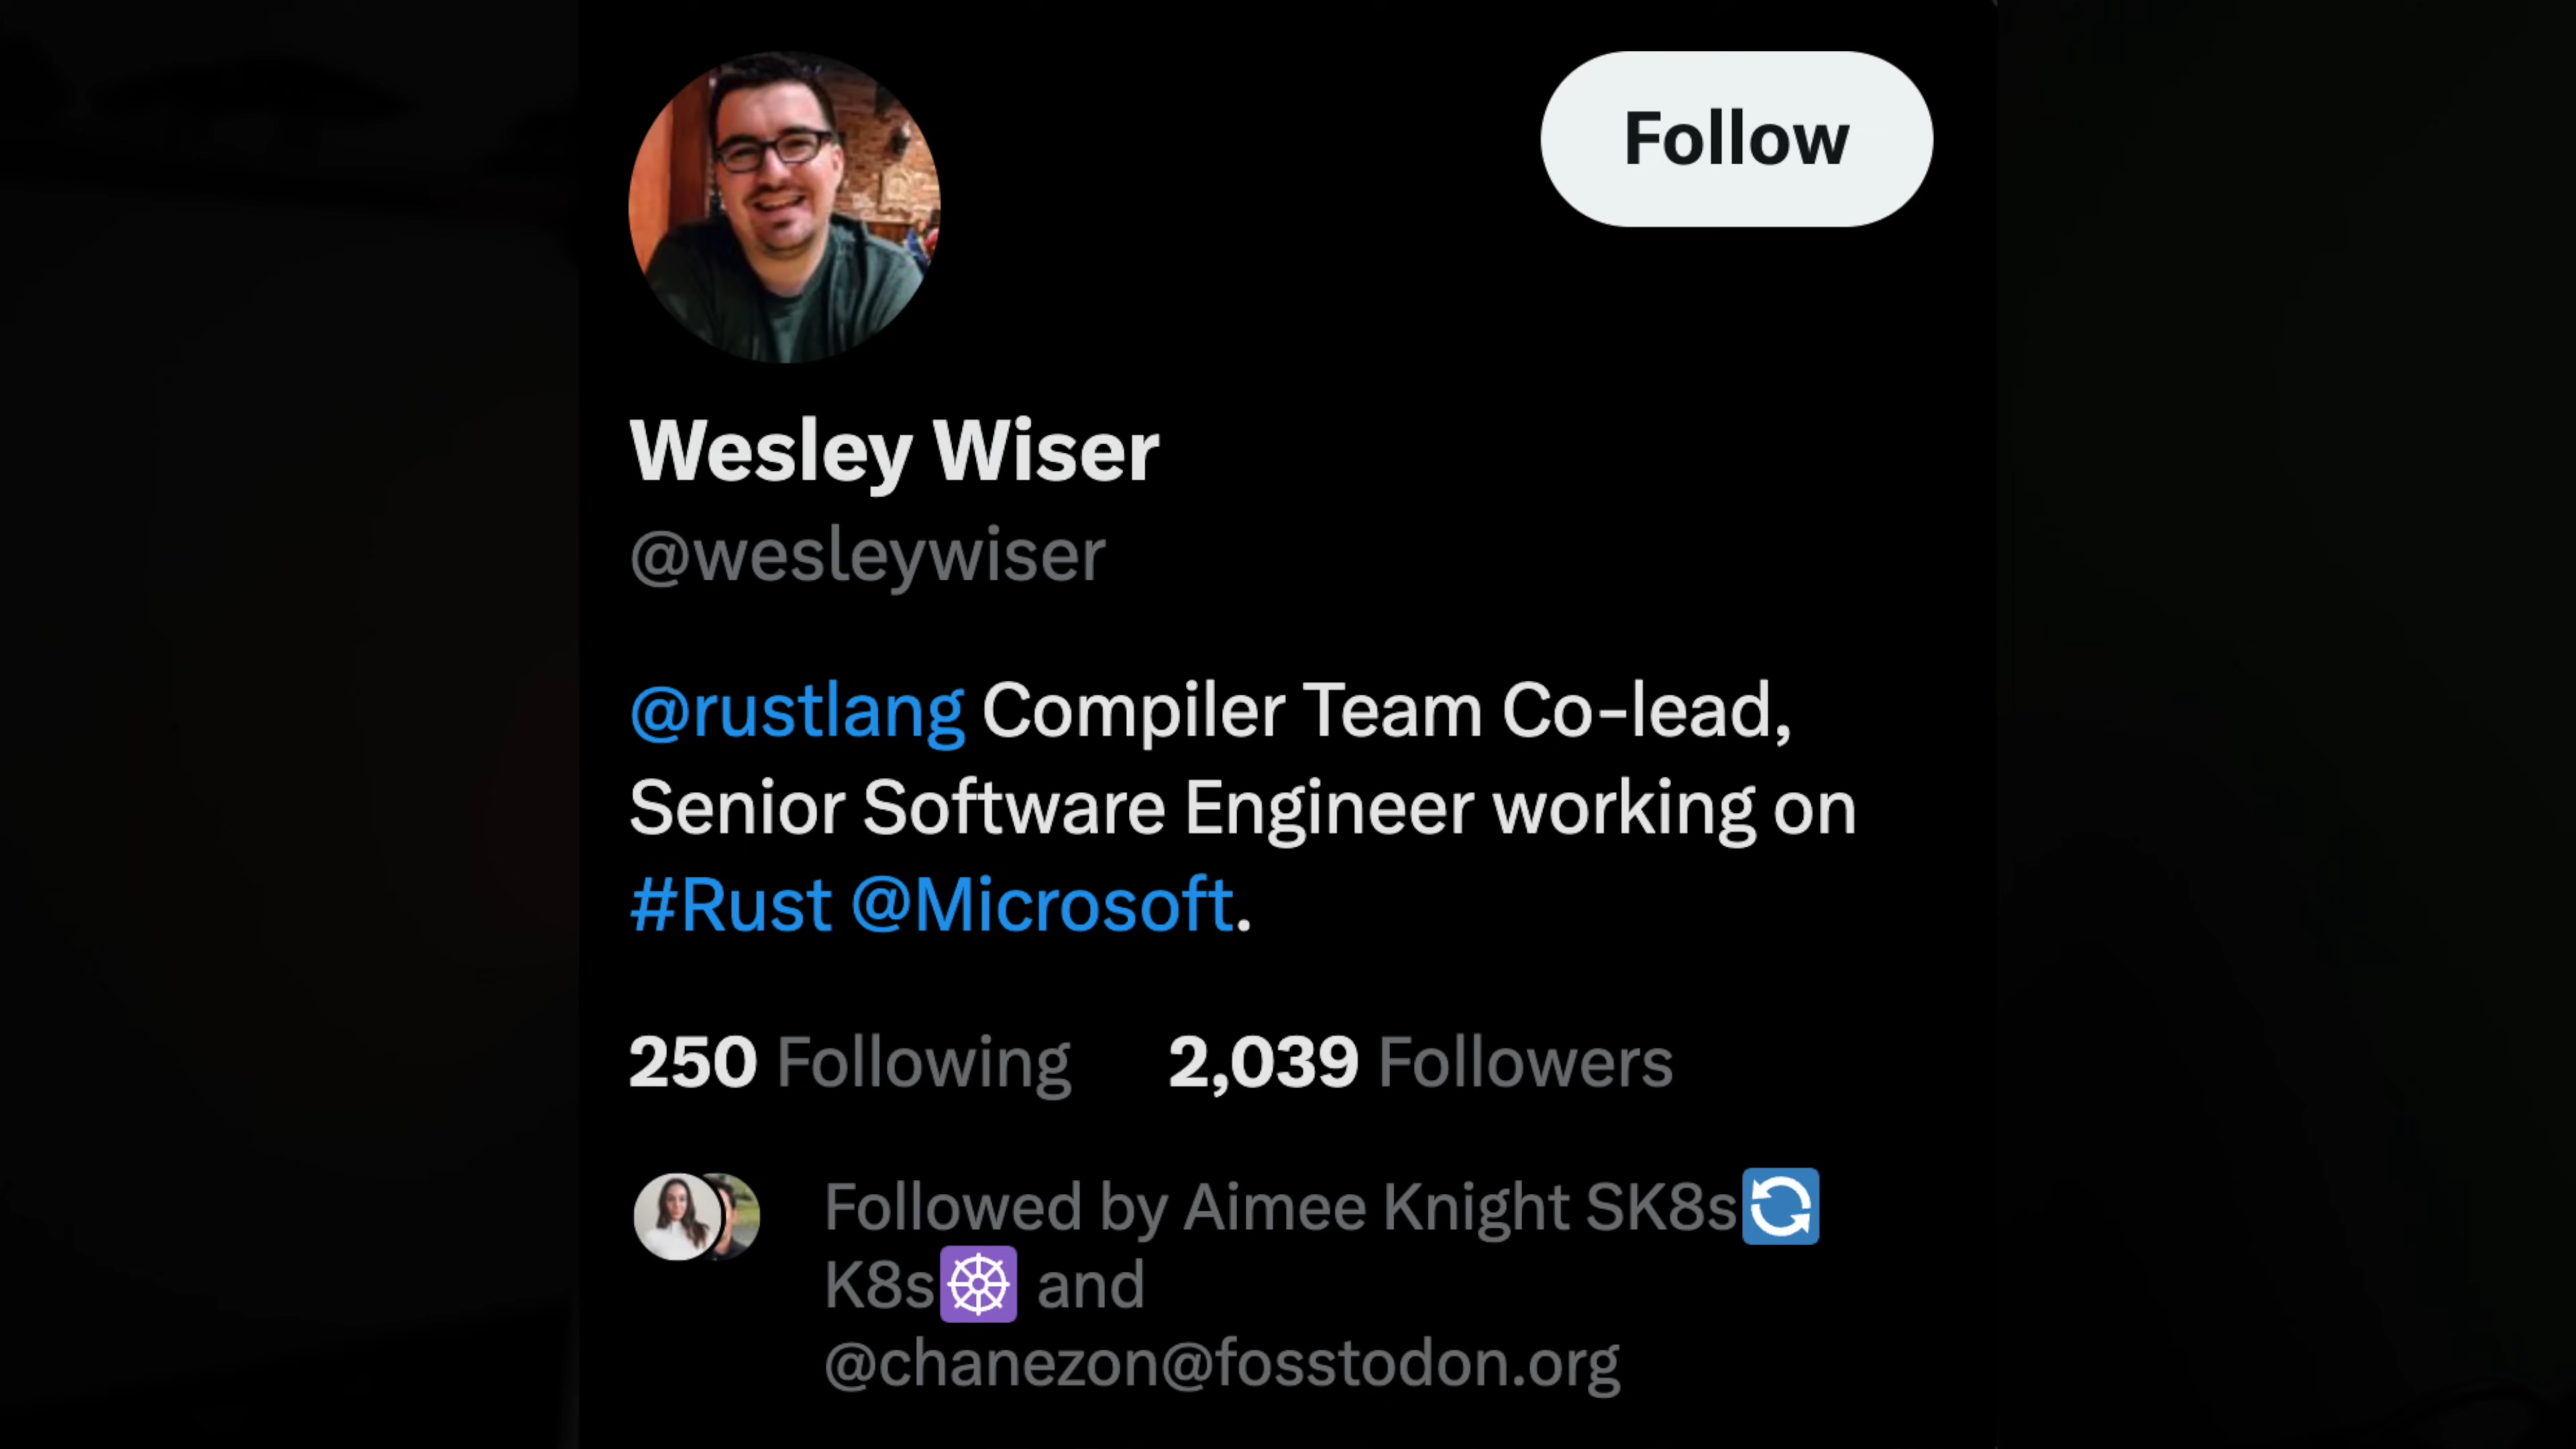 Follow
Wesley Wiser
@wesleywiser
@rustlang Compiler Team Co-lead,
Senior Software Engineer working on
#Rust @Microsoft.
250 Following 2,039 Followers
Followed by Aimee Knight SK8s🔄
K8s☸️ and
@chanezon@fosstodon.org